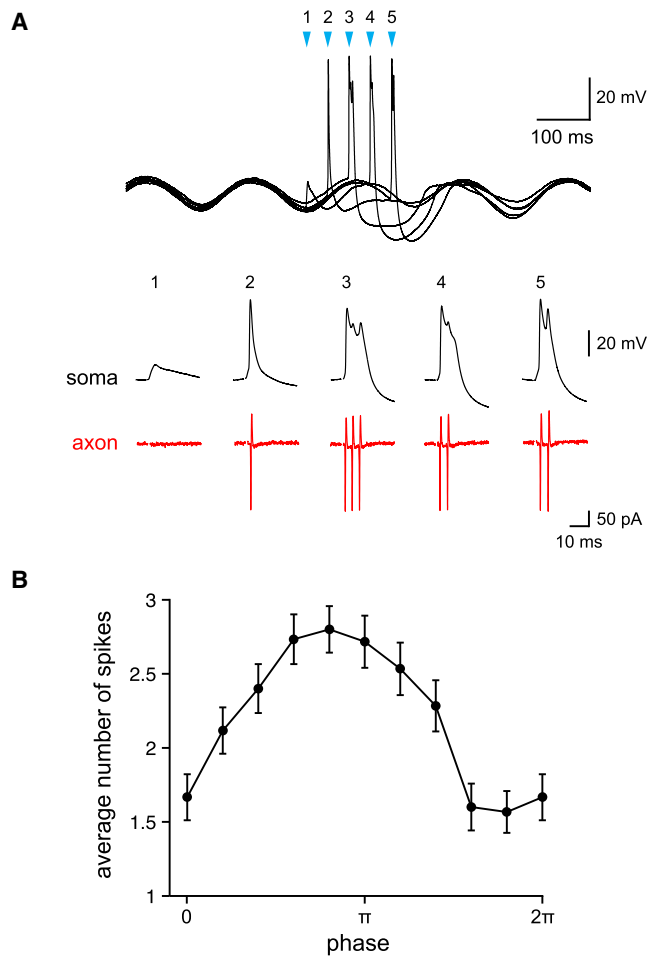 A
1 2 3 4 5
20 mV
100 ms
1 2 3 4 5
20 mV
soma
axon
50 pA
10 ms
B
average number of spikes
3
2.5
2
1.5
1
0 π 2π
phase